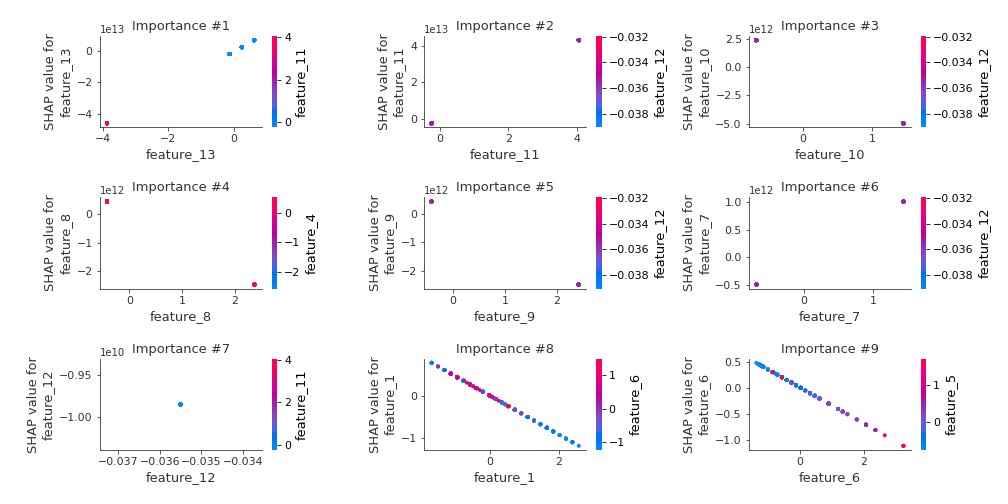 1e13 Importance #1
SHAP value for
feature_13
0
−2
−4
−4
−2
0
feature_13
4
2
0
feature_11
1e13 Importance #2
SHAP value for
feature_11
4
2
0
0
2
4
feature_11
−0.032
−0.034
−0.036
−0.038
feature_12
1e12 Importance #3
SHAP value for
feature_10
2.5
0.0
−2.5
−5.0
0
1
feature_10
−0.032
−0.034
−0.036
−0.038
feature_12
1e12 Importance #4
SHAP value for
feature_8
0
−1
−2
0
1
2
feature_8
0
−1
−2
feature_4
1e12 Importance #5
SHAP value for
feature_9
0
−1
−2
0
1
2
feature_9
−0.032
−0.034
−0.036
−0.038
feature_12
1e12 Importance #6
SHAP value for
feature_7
1.0
0.5
0.0
−0.5
0
1
feature_7
−0.032
−0.034
−0.036
−0.038
feature_12
1e10 Importance #7
SHAP value for
feature_12
−0.95
−1.00
−0.037
−0.036
−0.035
−0.034
feature_12
4
2
0
feature_11
Importance #8
SHAP value for
feature_1
0
−1
0
2
feature_1
1
0
−1
feature_6
Importance #9
SHAP value for
feature_6
0.5
0.0
−0.5
−1.0
0
2
feature_6
1
0
feature_5